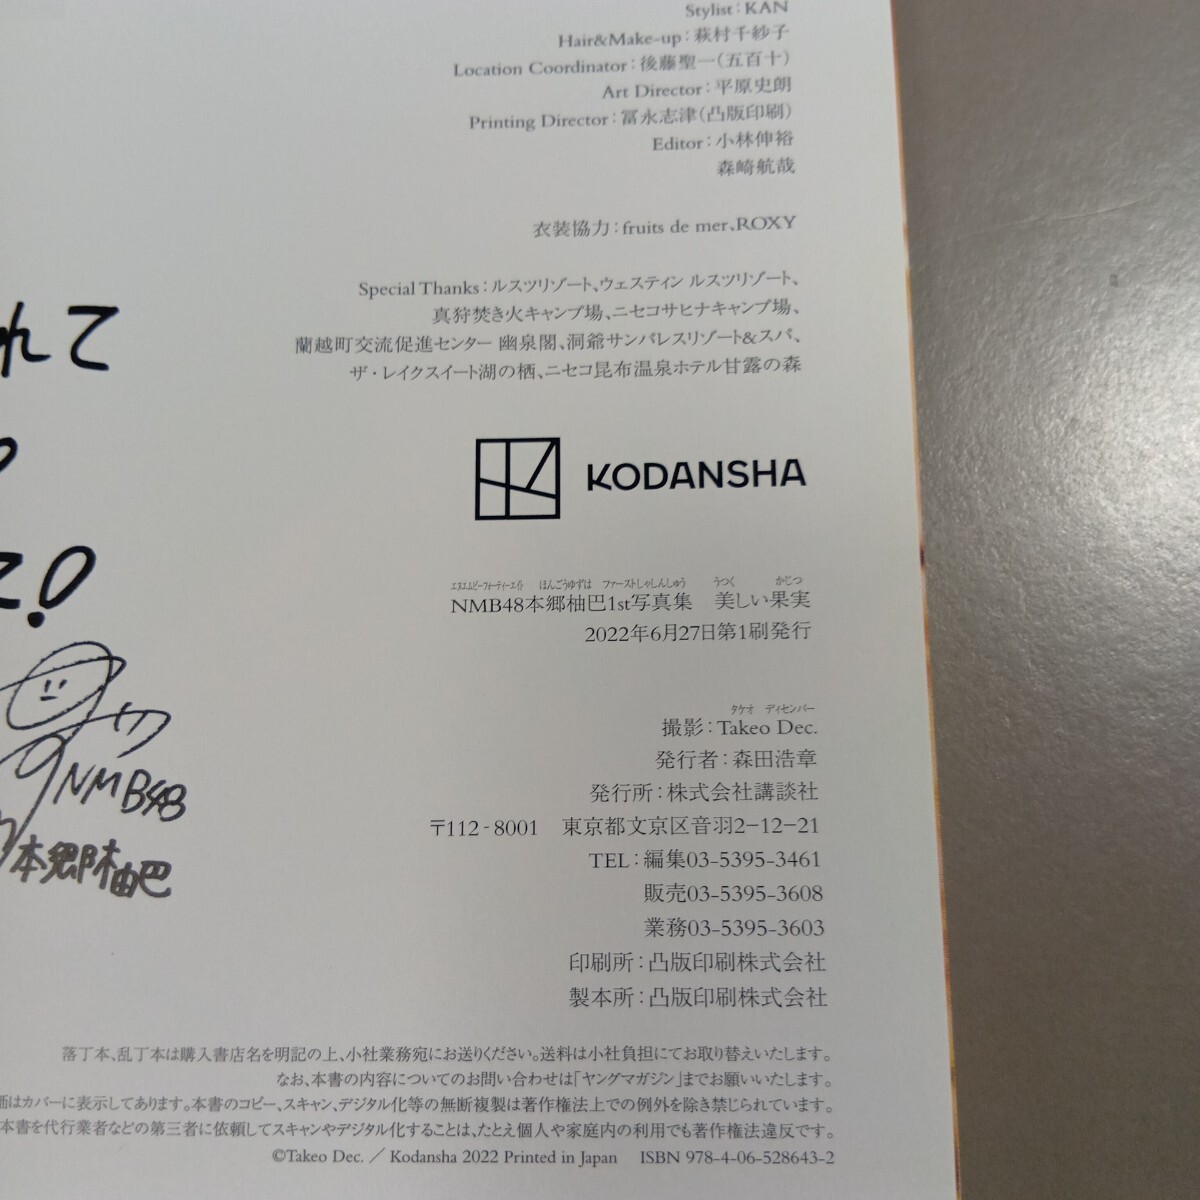 Stylist：KAN
Hair&Make-up：萩村千紗子
Location Coordinator：後藤聖一（五百十）
Art Director：平原史朗
Printing Director：冨永志津（凸版印刷）
Editor：小林伸裕
森崎航哉
衣装協力：fruits de mer、ROXY
Special Thanks：ルスツリゾート、ウェスティン ルスツリゾート、
真狩焚き火キャンプ場、ニセコサヒナキャンプ場、
蘭越町交流促進センター 幽泉閣、洞爺サンパレスリゾート&スパ、
ザ・レイクスイート湖の栖、ニセコ昆布温泉ホテル甘露の森
れて
KODANSHA
エヌエムビーフォーティーエイト ほんごうゆずは ファーストしゃしんしゅう うつく かじつ
NMB48本郷柚巴1st写真集 美しい果実
2022年6月27日第1刷発行
タケオ ディセンバー
撮影：Takeo Dec.
発行者：森田浩章
発行所：株式会社講談社
〒112-8001 東京都文京区音羽2-12-21
TEL：編集03-5395-3461
販売03-5395-3608
業務03-5395-3603
印刷所：凸版印刷株式会社
製本所：凸版印刷株式会社
NMB48
本郷柚巴
落丁本、乱丁本は購入書店名を明記の上、小社業務宛にお送りください。送料は小社負担にてお取り替えいたします。
なお、本書の内容についてのお問い合わせは「ヤングマガジン」までお願いいたします。
価はカバーに表示してあります。本書のコピー、スキャン、デジタル化等の無断複製は著作権法上での例外を除き禁じられています。
本書を代行業者などの第三者に依頼してスキャンやデジタル化することは、たとえ個人や家庭内の利用でも著作権法違反です。
©Takeo Dec. ／ Kodansha 2022 Printed in Japan ISBN 978-4-06-528643-2